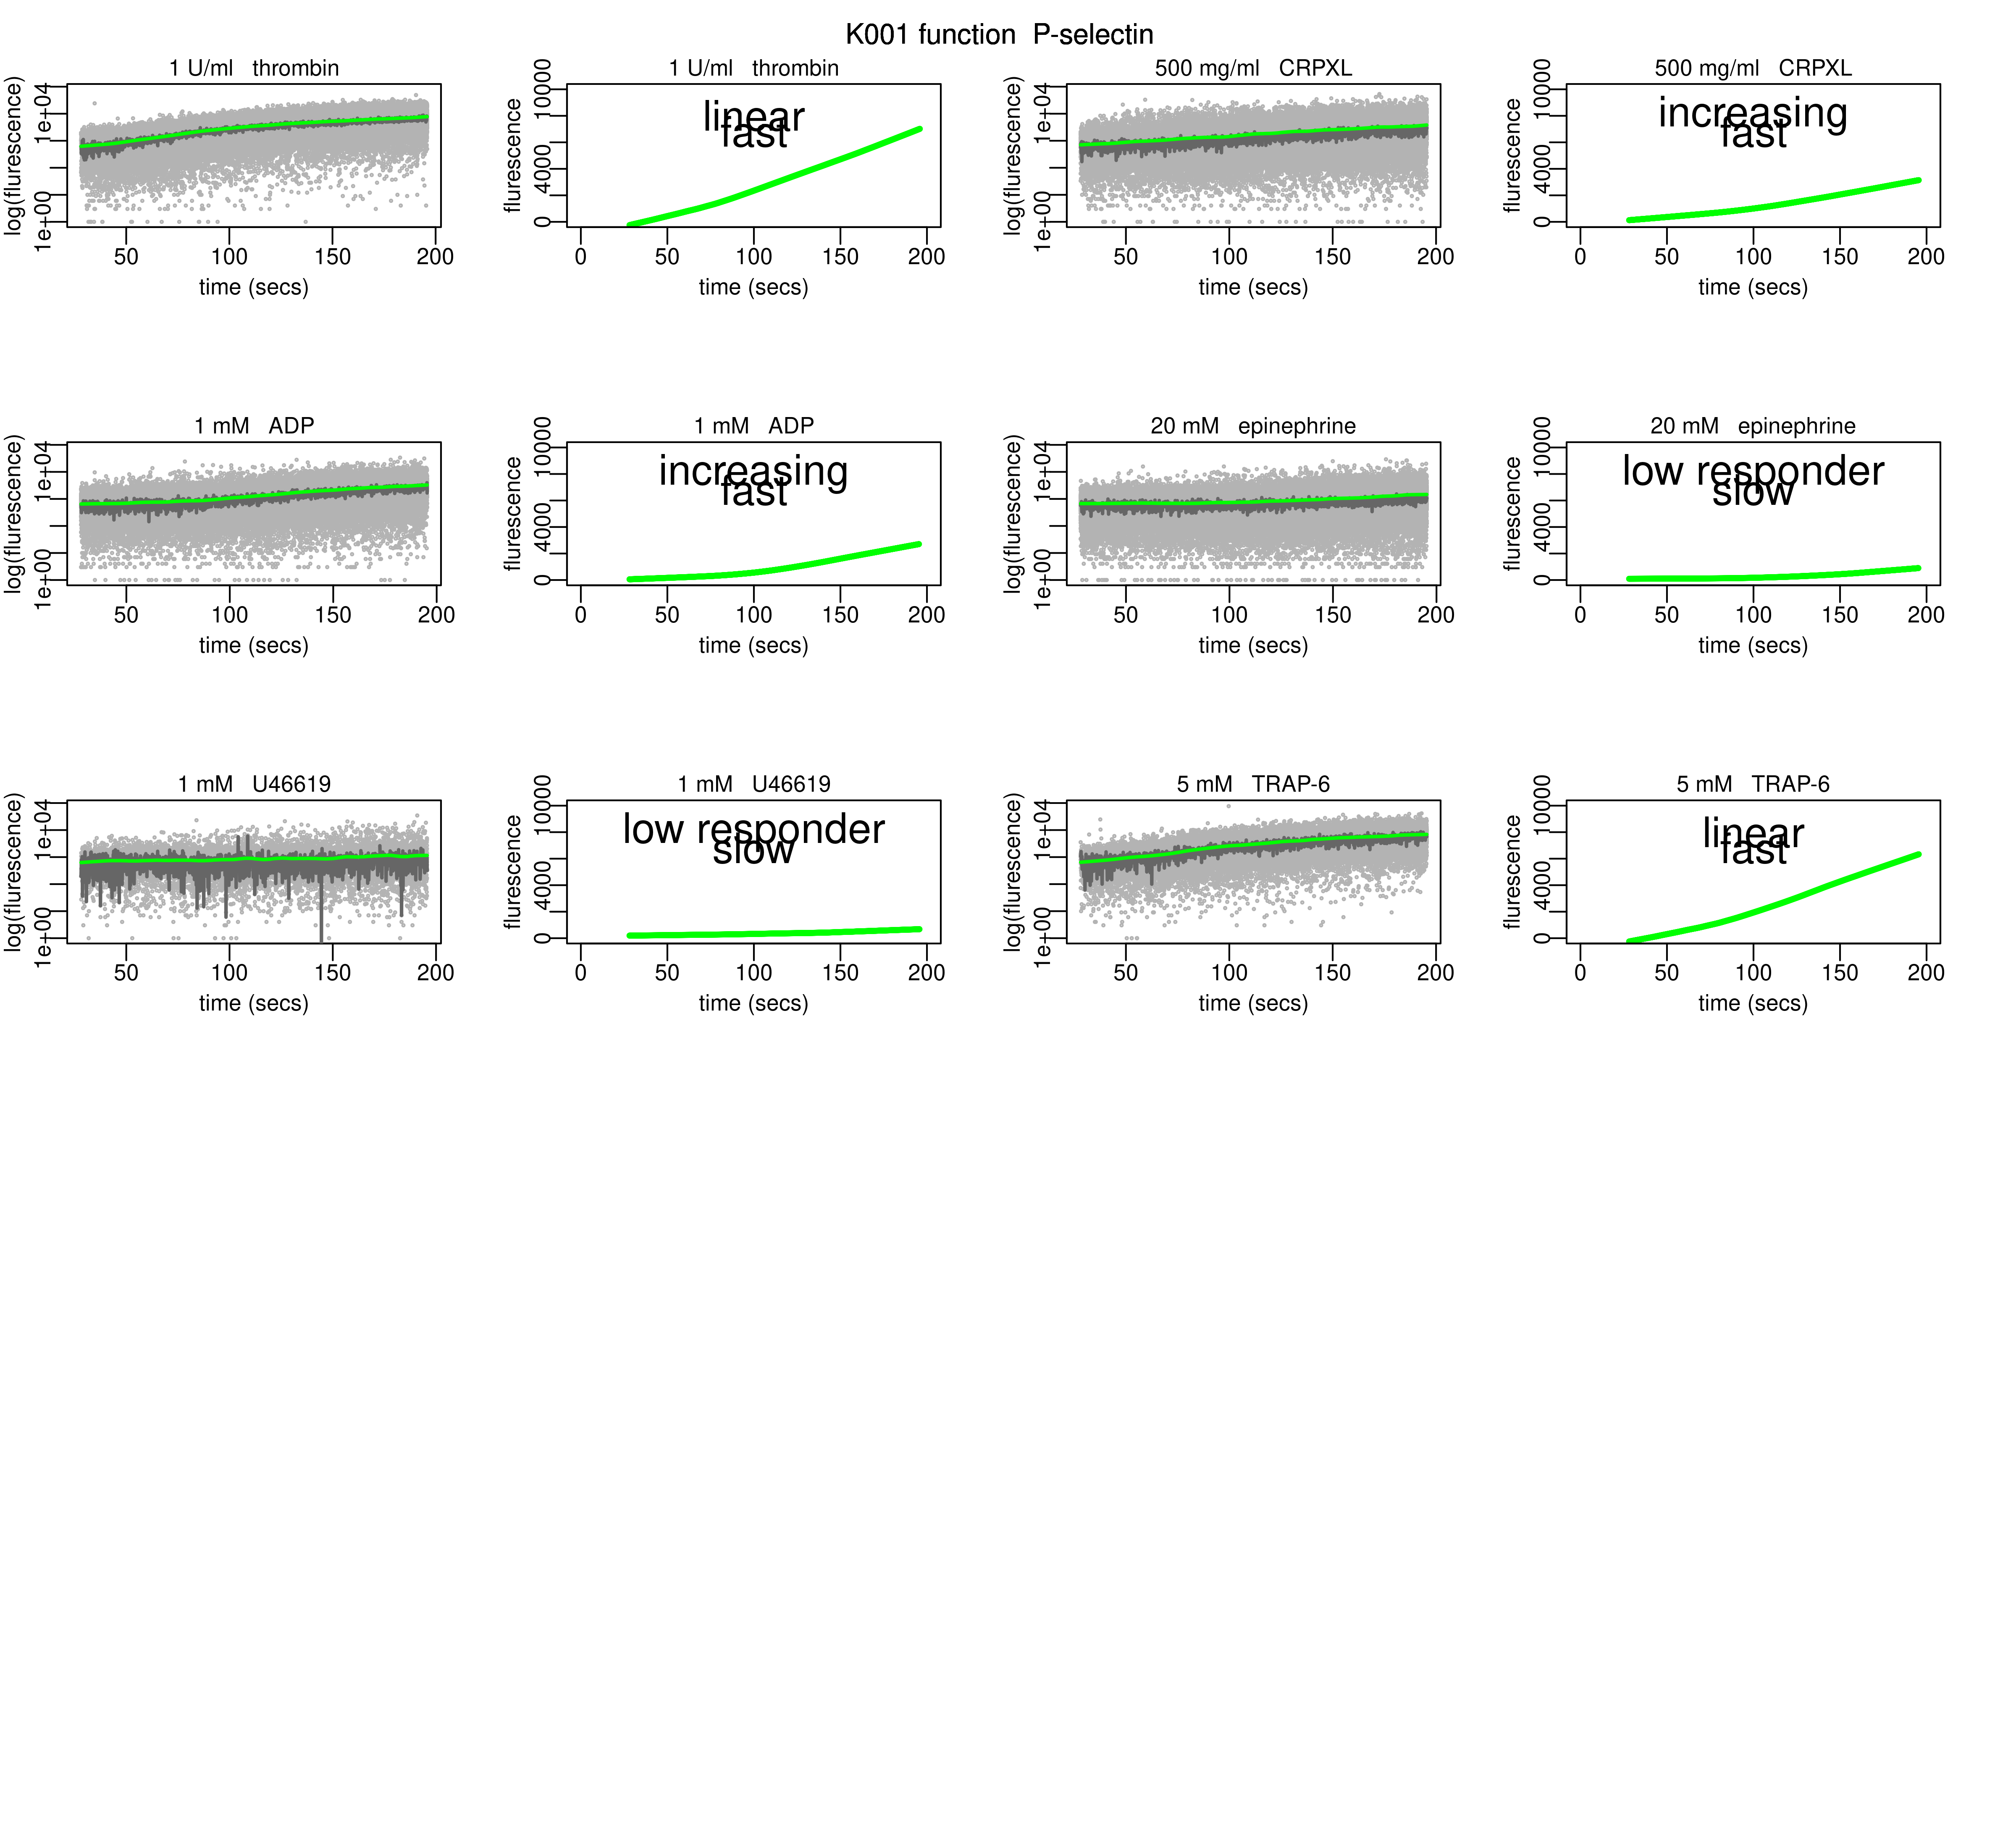 K001 function  P-selectin
1 U/ml   thrombin
log(flurescence)
1e+00
1e+04
50
100
150
200
time (secs)
1 U/ml   thrombin
flurescence
0
4000
10000
linear
fast
0
50
100
150
200
time (secs)
500 mg/ml   CRPXL
log(flurescence)
1e+00
1e+04
50
100
150
200
time (secs)
500 mg/ml   CRPXL
flurescence
0
4000
10000
increasing
fast
0
50
100
150
200
time (secs)
1 mM   ADP
log(flurescence)
1e+00
1e+04
50
100
150
200
time (secs)
1 mM   ADP
flurescence
0
4000
10000
increasing
fast
0
50
100
150
200
time (secs)
20 mM   epinephrine
log(flurescence)
1e+00
1e+04
50
100
150
200
time (secs)
20 mM   epinephrine
flurescence
0
4000
10000
low responder
slow
0
50
100
150
200
time (secs)
1 mM   U46619
log(flurescence)
1e+00
1e+04
50
100
150
200
time (secs)
1 mM   U46619
flurescence
0
4000
10000
low responder
slow
0
50
100
150
200
time (secs)
5 mM   TRAP-6
log(flurescence)
1e+00
1e+04
50
100
150
200
time (secs)
5 mM   TRAP-6
flurescence
0
4000
10000
linear
fast
0
50
100
150
200
time (secs)